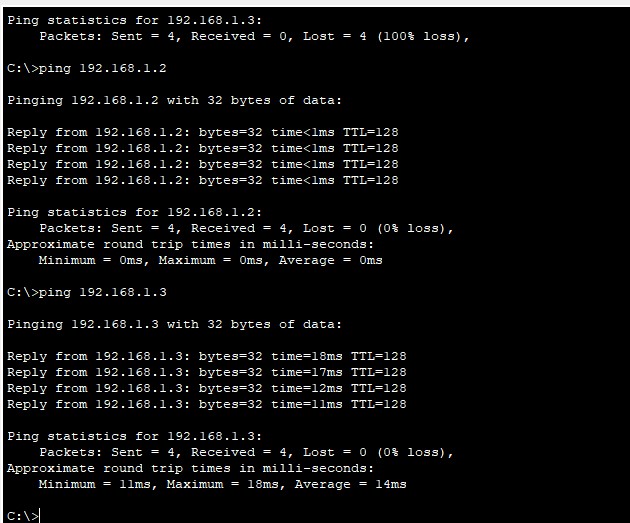 Ping statistics for 192.168.1.3:
    Packets: Sent = 4, Received = 0, Lost = 4 (100% loss),
C:\>ping 192.168.1.2
Pinging 192.168.1.2 with 32 bytes of data:
Reply from 192.168.1.2: bytes=32 time<1ms TTL=128
Reply from 192.168.1.2: bytes=32 time<1ms TTL=128
Reply from 192.168.1.2: bytes=32 time<1ms TTL=128
Reply from 192.168.1.2: bytes=32 time<1ms TTL=128
Ping statistics for 192.168.1.2:
    Packets: Sent = 4, Received = 4, Lost = 0 (0% loss),
Approximate round trip times in milli-seconds:
    Minimum = 0ms, Maximum = 0ms, Average = 0ms
C:\>ping 192.168.1.3
Pinging 192.168.1.3 with 32 bytes of data:
Reply from 192.168.1.3: bytes=32 time=18ms TTL=128
Reply from 192.168.1.3: bytes=32 time=17ms TTL=128
Reply from 192.168.1.3: bytes=32 time=12ms TTL=128
Reply from 192.168.1.3: bytes=32 time=11ms TTL=128
Ping statistics for 192.168.1.3:
    Packets: Sent = 4, Received = 4, Lost = 0 (0% loss),
Approximate round trip times in milli-seconds:
    Minimum = 11ms, Maximum = 18ms, Average = 14ms
C:\>